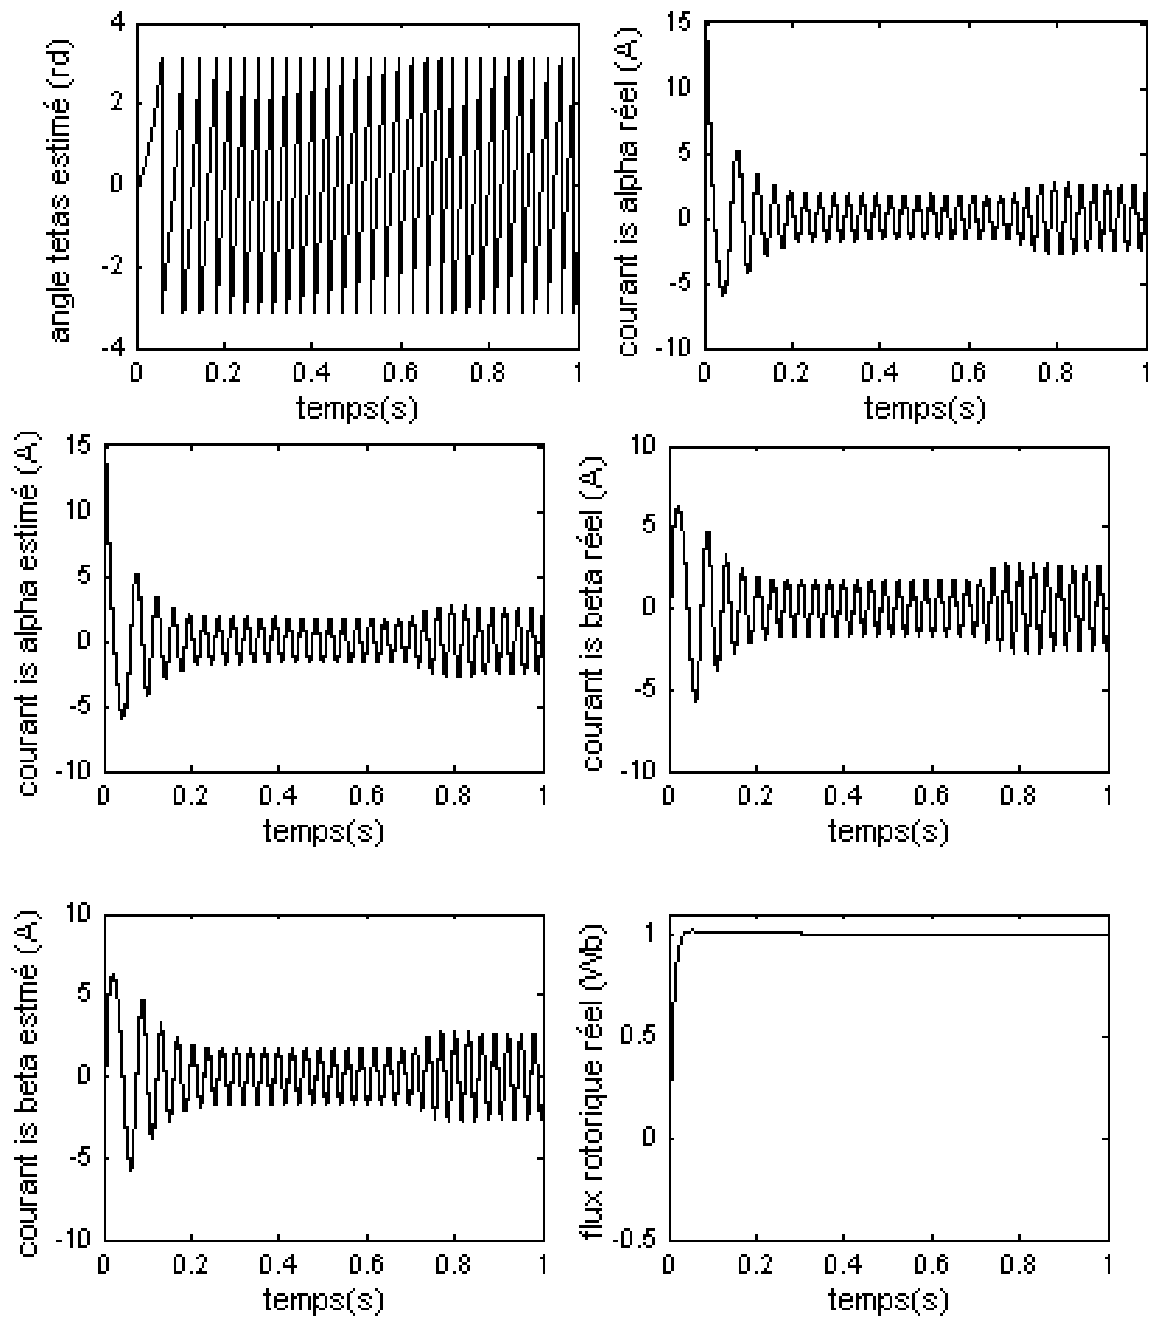 angle tetas estimé (rd)
4
2
0
-2
-4
0 0.2 0.4 0.6 0.8 1
temps(s)
courant is alpha réel (A)
15
10
5
0
-5
-10
0 0.2 0.4 0.6 0.8 1
temps(s)
courant is alpha estimé (A)
15
10
5
0
-5
-10
0 0.2 0.4 0.6 0.8 1
temps(s)
courant is beta réel (A)
10
5
0
-5
-10
0 0.2 0.4 0.6 0.8 1
temps(s)
courant is beta estmé (A)
10
5
0
-5
-10
0 0.2 0.4 0.6 0.8 1
temps(s)
flux rotorique réel (Wb)
1
0.5
0
-0.5
0 0.2 0.4 0.6 0.8 1
temps(s)